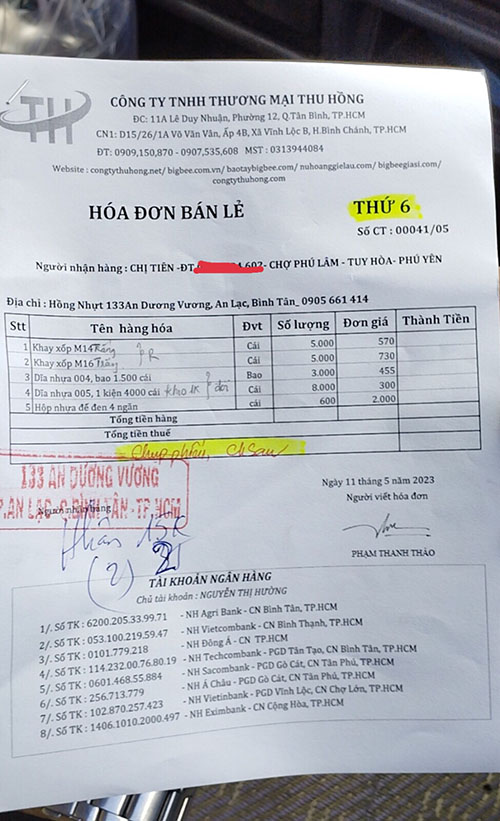 TH
CÔNG TY TNHH THƯƠNG MẠI THU HỒNG
ĐC: 11A Lê Duy Nhuận, Phường 12, Q.Tân Bình, TP.HCM
CN1: D15/26/1A Võ Văn Vân, Ấp 4B, Xã Vĩnh Lộc B, H.Bình Chánh, TP.HCM
ĐT: 0909,150,870 - 0907,535,608 MST : 0313944084
Website : congtythuhong.net/ bigbee.com.vn/ baotaybigbee.com/ nuhoanggielau.com/ bigbeegiasi.com/
congtythuhong.com
HÓA ĐƠN BÁN LẺ
THỨ 6
Số CT : 00041/05
Người nhận hàng : CHỊ TIÊN -ĐT 602- CHỢ PHÚ LÂM - TUY HÒA- PHÚ YÊN
Địa chỉ : Hồng Nhựt 133An Dương Vương, An Lạc, Bình Tân_ 0905 661 414
Stt Tên hàng hóa Đvt Số lượng Đơn giá Thành Tiền
1 Khay xốp M14 Trắng Cái 5.000 570
2 Khay xốp M16 Trắng Cái 5.000 730
3 Dĩa nhựa 004, bao 1.500 cái Bao 3.000 455
4 Dĩa nhựa 005, 1 kiện 4000 cái Cái 8.000 300
5 Hộp nhựa đế đen 4 ngăn cái 600 2.000
Tổng tiền hàng
Tổng tiền thuế
133 AN DƯƠNG VƯƠNG
P.AN LẠC-Q.BÌNH TÂN-TP.HCM
Người nhận hàng
Nhận 15K
(2)
Ngày 11 tháng 5 năm 2023
Người viết hóa đơn
PHẠM THANH THẢO
TÀI KHOẢN NGÂN HÀNG
Chủ tài khoản : NGUYỄN THỊ HƯỜNG
1/. Số TK : 6200.205.33.99.71 - NH Agri Bank - CN Bình Tân, TP.HCM
2/. Số TK : 053.100.219.59.47 - NH Vietcombank - CN Bình Thạnh, TP.HCM
3/. Số TK : 0101.779.218 - NH Đông Á - CN TP.HCM
4/. Số TK : 114.232.00.76.80.19 - NH Techcombank - PGD Tân Tạo, CN Bình Tân, TP.HCM
5/. Số TK : 0601.468.55.884 - NH Sacombank - PGD Gò Cát, CN Tân Phú, TP.HCM
6/. Số TK : 256.713.779 - NH Á Châu - PGD Gò Cát, CN Tân Phú, TP.HCM
7/. Số TK : 102.870.257.423 - NH Vietinbank - PGD Vĩnh Lộc, CN Chợ Lớn, TP.HCM
8/. Số TK : 1406.1010.2000.497 - NH Eximbank - CN Cộng Hòa, TP.HCM